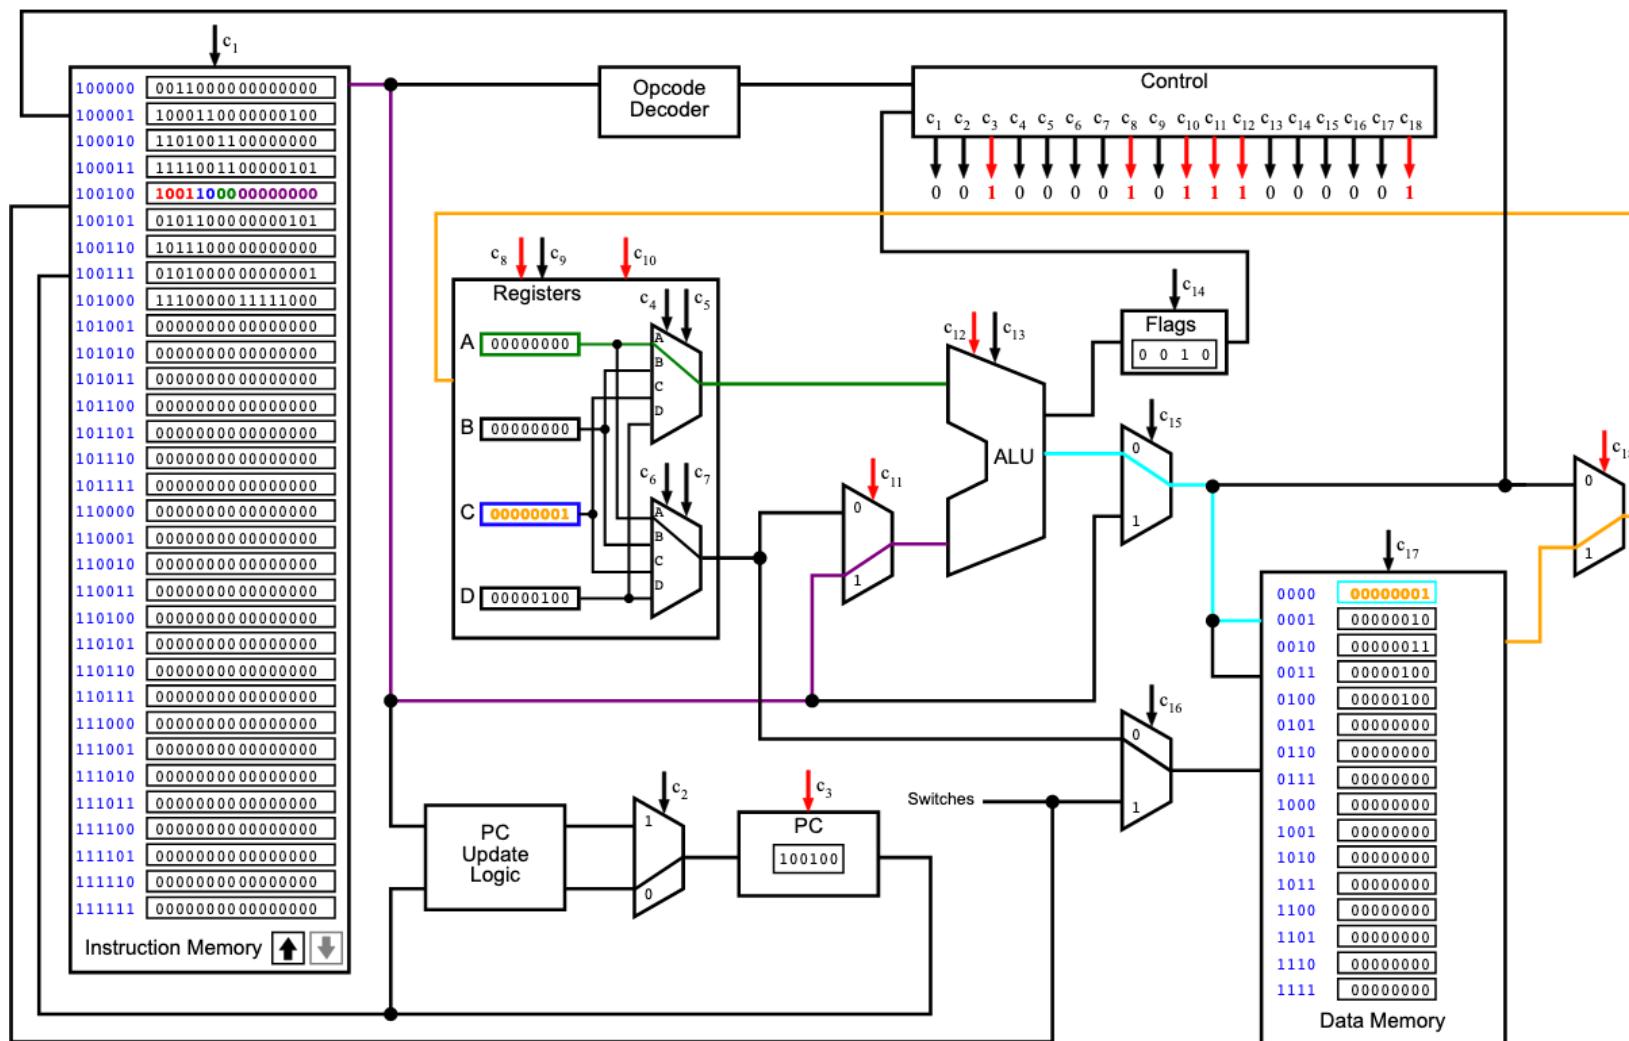 c1
100000 0011000000000000
100001 1000110000000100
100010 1101001100000000
100011 1111001100000101
100100 1001100000000000
100101 0101100000000101
100110 1011100000000000
100111 0101000000000001
101000 1110000011111000
101001 0000000000000000
101010 0000000000000000
101011 0000000000000000
101100 0000000000000000
101101 0000000000000000
101110 0000000000000000
101111 0000000000000000
110000 0000000000000000
110001 0000000000000000
110010 0000000000000000
110011 0000000000000000
110100 0000000000000000
110101 0000000000000000
110110 0000000000000000
110111 0000000000000000
111000 0000000000000000
111001 0000000000000000
111010 0000000000000000
111011 0000000000000000
111100 0000000000000000
111101 0000000000000000
111110 0000000000000000
111111 0000000000000000
Instruction Memory
Opcode
Decoder
Control
c1 c2 c3 c4 c5 c6 c7 c8 c9 c10 c11 c12 c13 c14 c15 c16 c17 c18
0 0 1 0 0 0 0 1 0 1 1 1 0 0 0 0 0 1
c8 c9 c10
Registers
c4 c5
A 00000000
B 00000000
C 00000001
D 00000100
A
B
C
D
c6 c7
A
B
C
D
c11
0
1
c12 c13
ALU
c14
Flags
0 0 1 0
c15
0
1
c16
0
1
Switches
c2
1
0
PC
Update
Logic
c3
PC
100100
0
1
c17
0000 00000001
0001 00000010
0010 00000011
0011 00000100
0100 00000100
0101 00000000
0110 00000000
0111 00000000
1000 00000000
1001 00000000
1010 00000000
1011 00000000
1100 00000000
1101 00000000
1110 00000000
1111 00000000
Data Memory